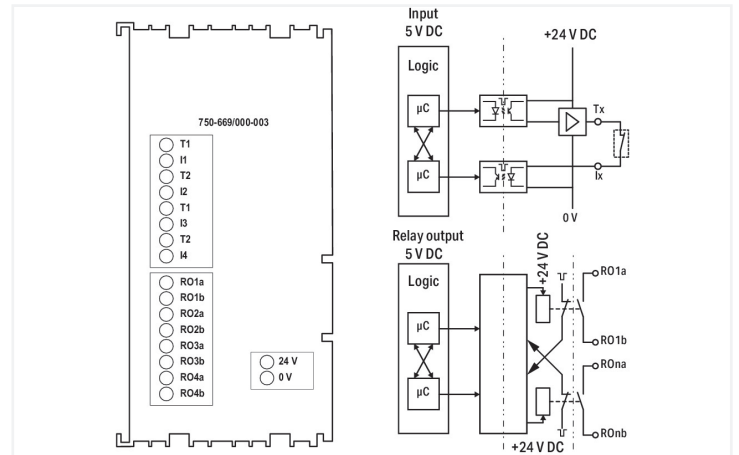 750-669/000-003
T1
I1
T2
I2
T1
I3
T2
I4
RO1a
RO1b
RO2a
RO2b
RO3a
RO3b
RO4a
RO4b
24 V
0 V
Input
5 V DC
Logic
µC
µC
+24 V DC
Tx
Ix
0 V
Relay output
5 V DC
Logic
µC
µC
+24 V DC
RO1a
RO1b
ROna
ROnb
+24 V DC